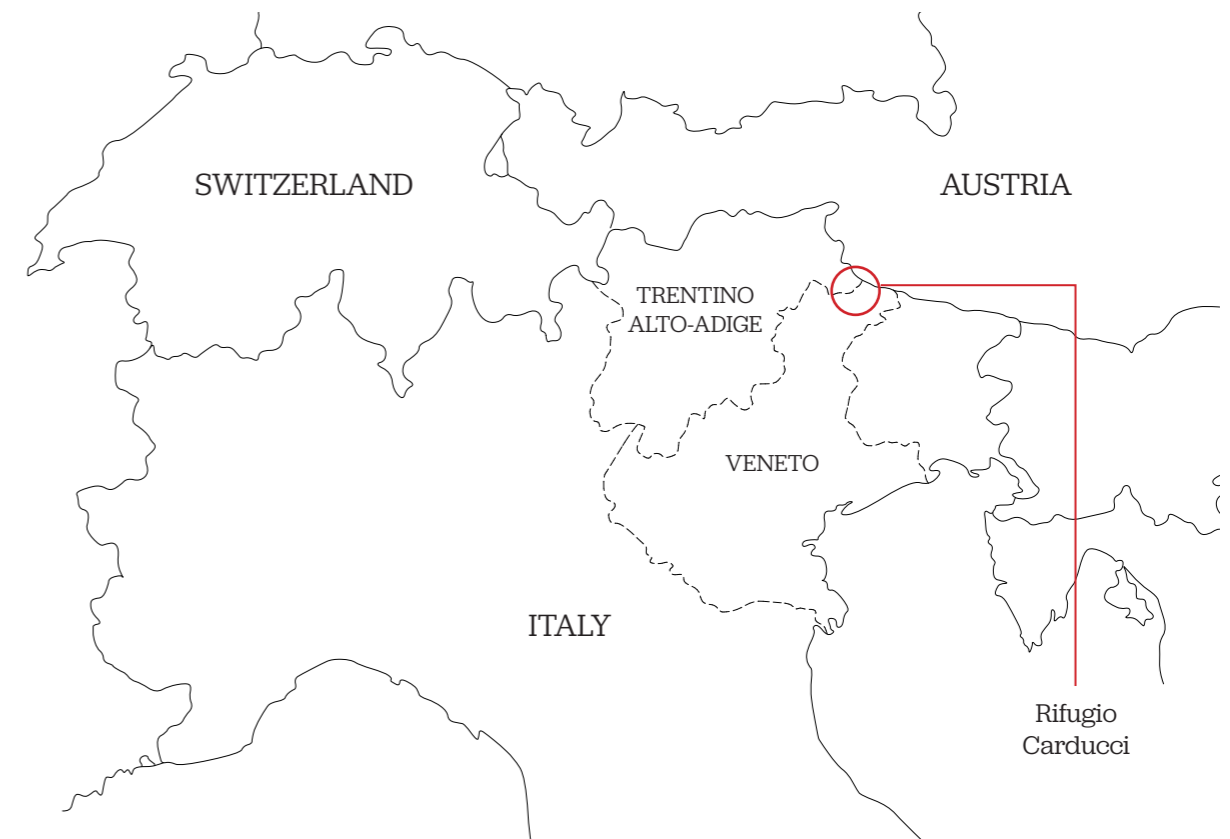 SWITZERLAND
AUSTRIA
TRENTINO
ALTO-ADIGE
VENETO
ITALY
Rifugio
Carducci